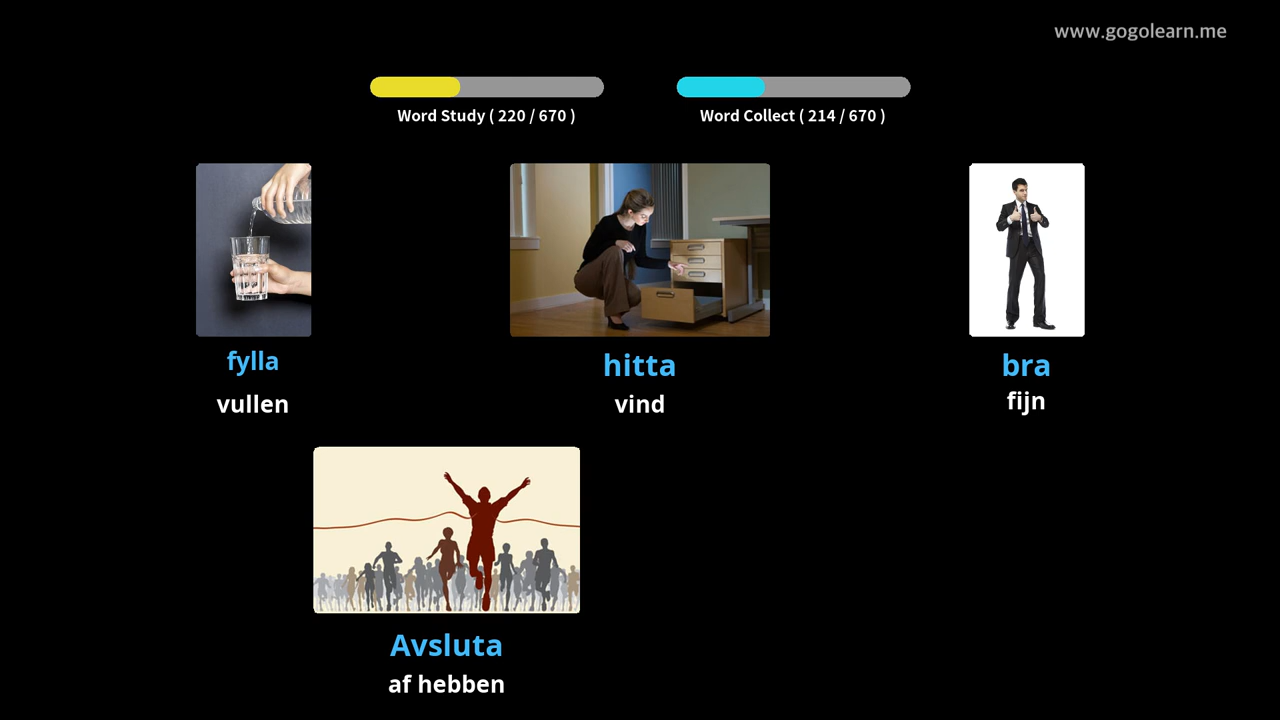 www.gogolearn.me
Word Study ( 220 / 670 )
Word Collect ( 214 / 670 )
fylla
vullen
hitta
vind
bra
fijn
Avsluta
af hebben